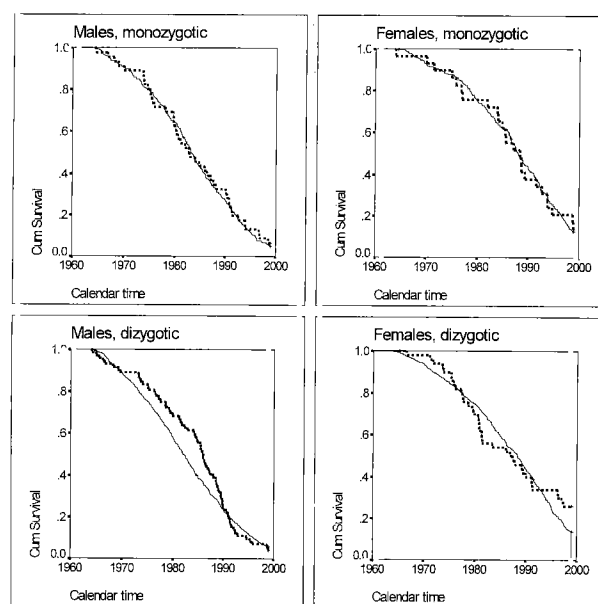 Males, monozygotic
1.0
.8
.6
.4
.2
0.0
Cum Survival
1960 1970 1980 1990 2000
Calendar time
Females, monozygotic
1.0
.8
.6
.4
.2
0.0
Cum Survival
1960 1970 1980 1990 2000
Calendar time
Males, dizygotic
1.0
.8
.6
.4
.2
0.0
Cum Survival
1960 1970 1980 1990 2000
Calendar time
Females, dizygotic
1.0
.8
.6
.4
.2
0.0
Cum Survival
1960 1970 1980 1990 2000
Calendar time